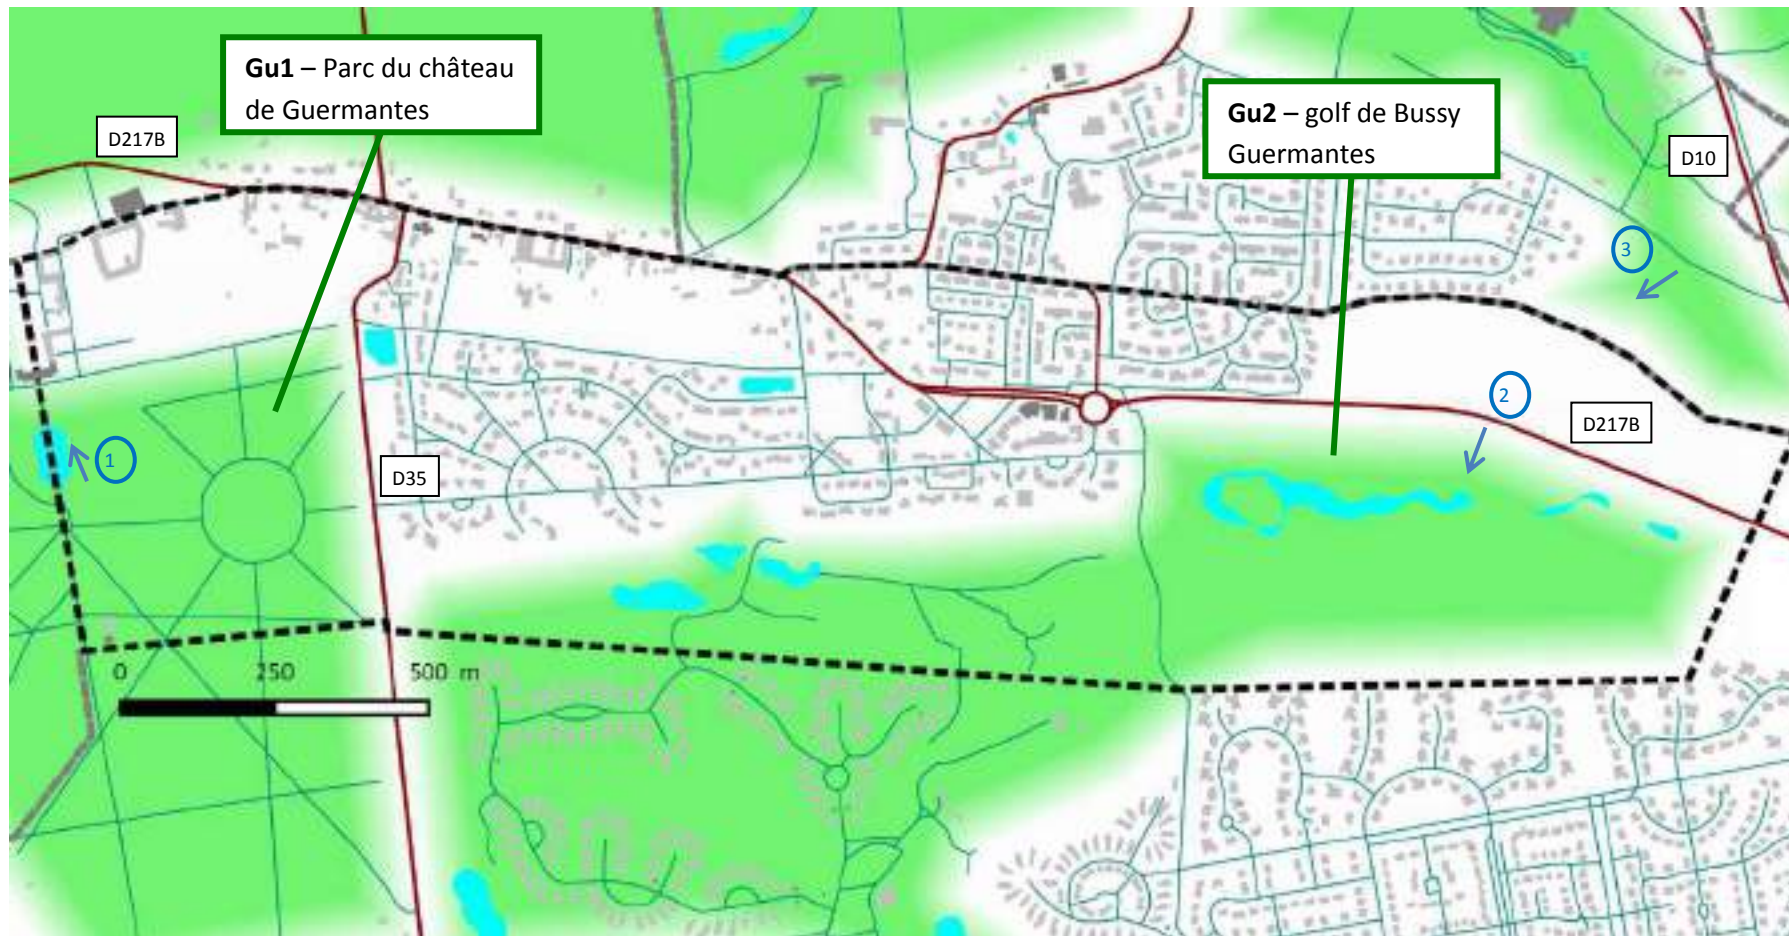 Gu1 – Parc du château
de Guermantes
D217B
Gu2 – golf de Bussy
Guermantes
D10
3
2
D217B
1
D35
0 250 500 m